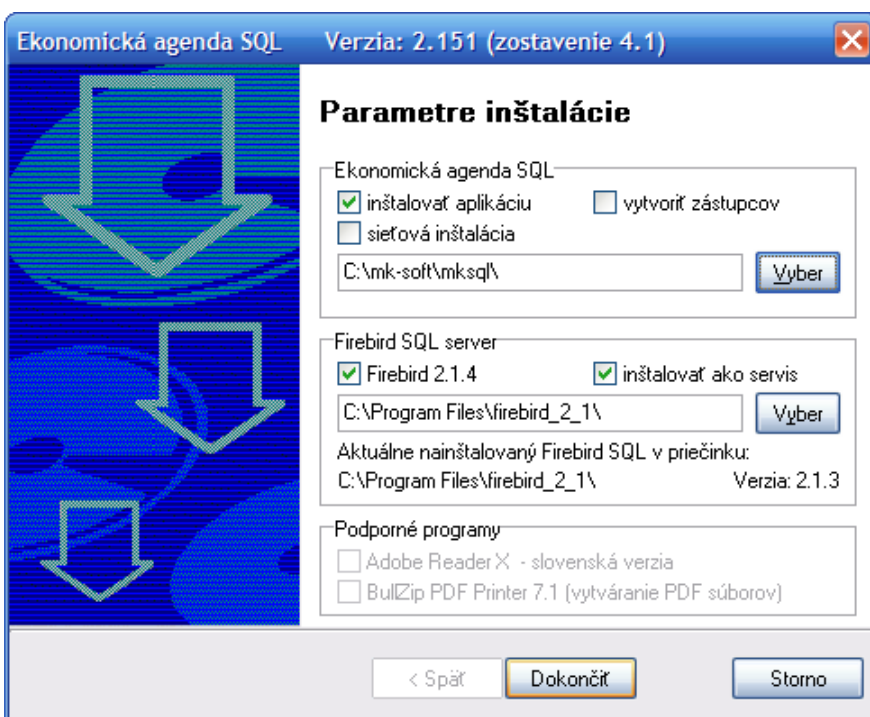 Ekonomická agenda SQL Verzia: 2.151 (zostavenie 4.1)
Parametre inštalácie
Ekonomická agenda SQL
inštalovať aplikáciu vytvoriť zástupcov
sieťová inštalácia
C:\mk-soft\mksql\ Vyber
Firebird SQL server
Firebird 2.1.4 inštalovať ako servis
C:\Program Files\firebird_2_1\ Vyber
Aktuálne nainštalovaný Firebird SQL v priečinku:
C:\Program Files\firebird_2_1\ Verzia: 2.1.3
Podporné programy
Adobe Reader X - slovenská verzia
BullZip PDF Printer 7.1 (vytváranie PDF súborov)
< Späť Dokončiť Storno